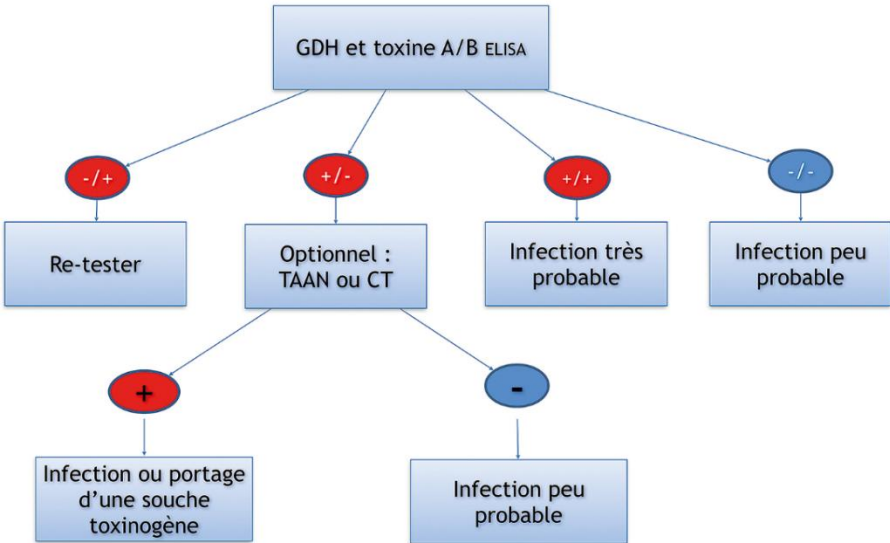 GDH et toxine A/B ELISA
-/+
+/-
+/+
-/-
Re-tester
Optionnel :
TAAN ou CT
Infection très
probable
Infection peu
probable
+
-
Infection ou portage
d'une souche
toxinogène
Infection peu
probable